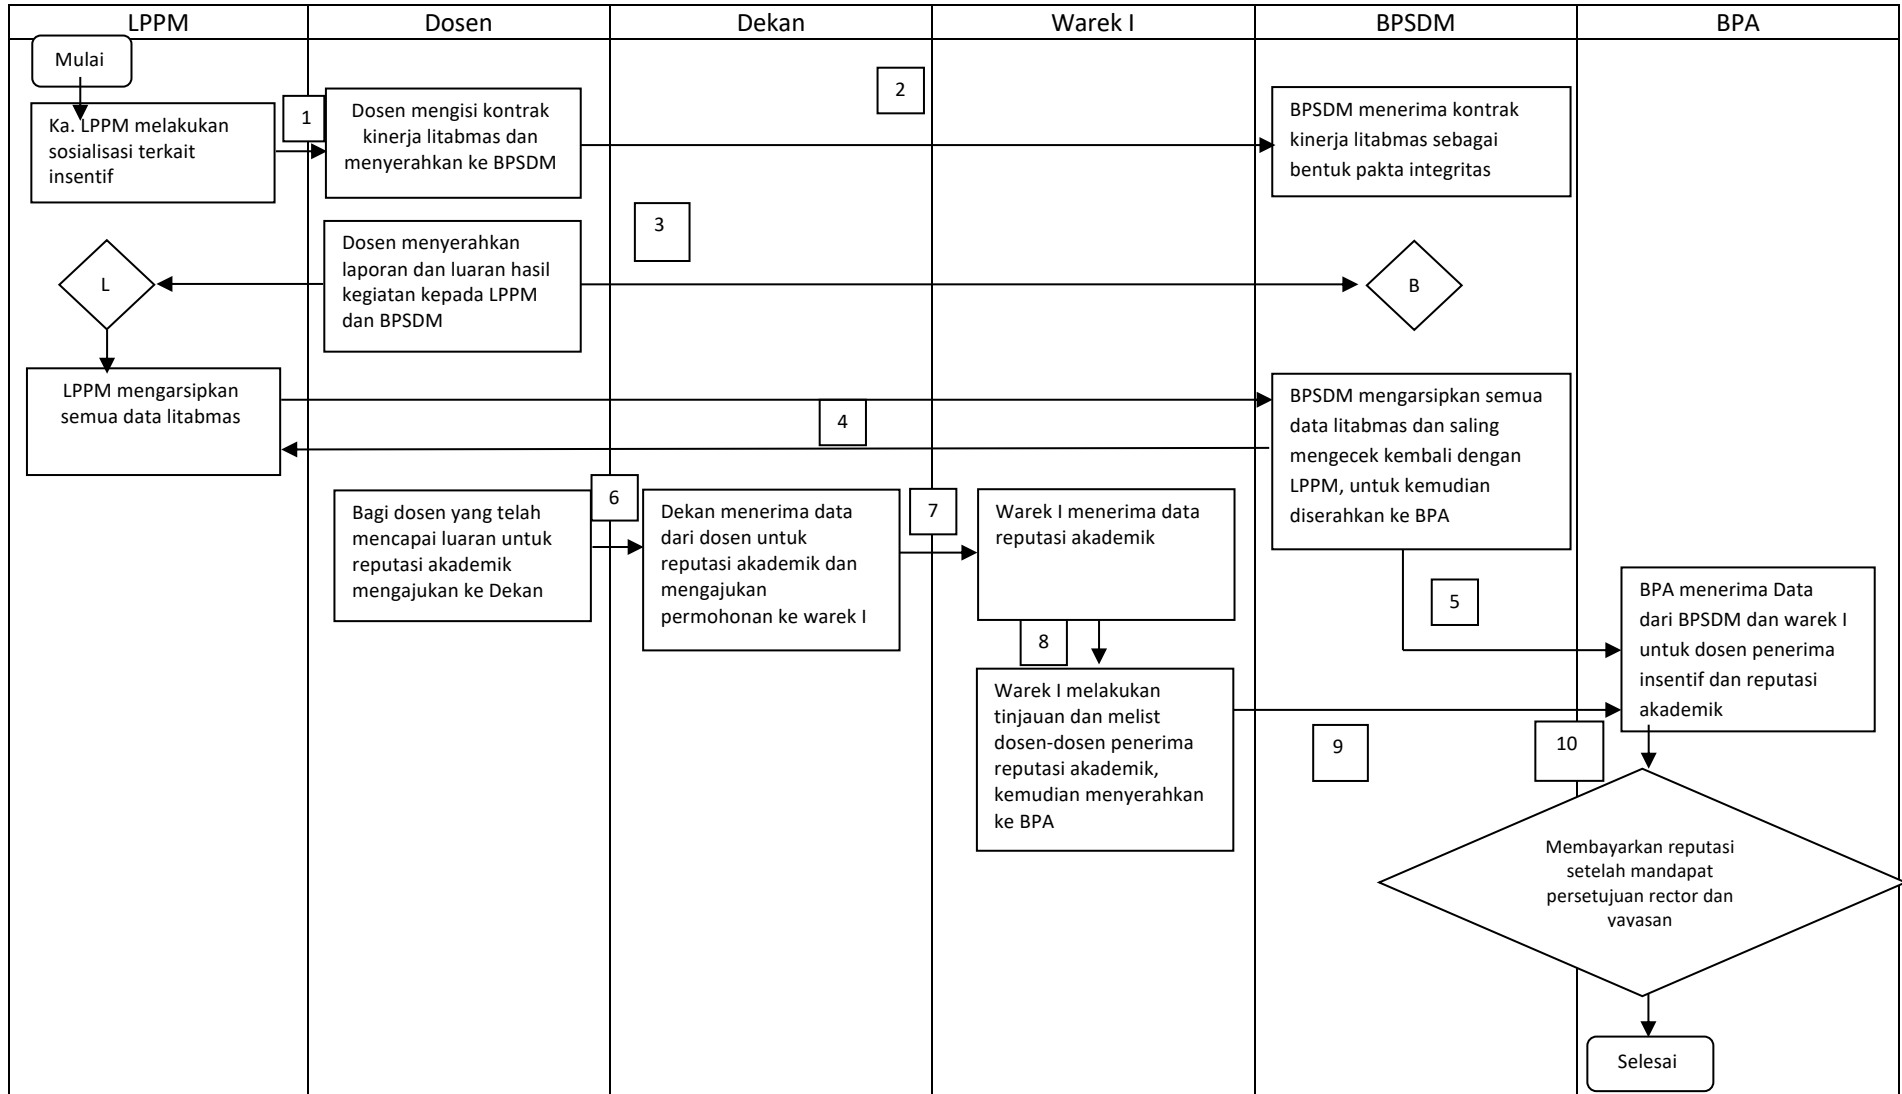 LPPM
Dosen
Dekan
Warek I
BPSDM
BPA
Mulai
1
2
Ka. LPPM melakukan
sosialisasi terkait
insentif
Dosen mengisi kontrak
kinerja litabmas dan
menyerahkan ke BPSDM
BPSDM menerima kontrak
kinerja litabmas sebagai
bentuk pakta integritas
3
L
Dosen menyerahkan
laporan dan luaran hasil
kegiatan kepada LPPM
dan BPSDM
B
LPPM mengarsipkan
semua data litabmas
4
BPSDM mengarsipkan semua
data litabmas dan saling
mengecek kembali dengan
LPPM, untuk kemudian
diserahkan ke BPA
Bagi dosen yang telah
mencapai luaran untuk
reputasi akademik
mengajukan ke Dekan
6
Dekan menerima data
dari dosen untuk
reputasi akademik dan
mengajukan
permohonan ke warek I
7
Warek I menerima data
reputasi akademik
5
BPA menerima Data
dari BPSDM dan warek I
untuk dosen penerima
insentif dan reputasi
akademik
8
Warek I melakukan
tinjauan dan melist
dosen-dosen penerima
reputasi akademik,
kemudian menyerahkan
ke BPA
9
10
Membayarkan reputasi
setelah mandapat
persetujuan rector dan
yayasan
Selesai